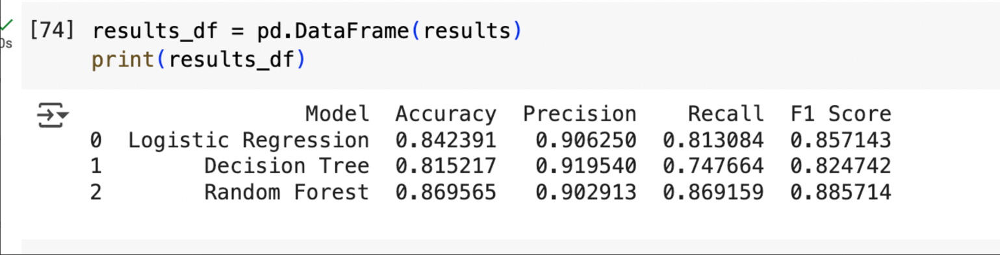 [74] results_df = pd.DataFrame(results)
0s
print(results_df)
Model Accuracy Precision Recall F1 Score
0 Logistic Regression 0.842391 0.906250 0.813084 0.857143
1 Decision Tree 0.815217 0.919540 0.747664 0.824742
2 Random Forest 0.869565 0.902913 0.869159 0.885714